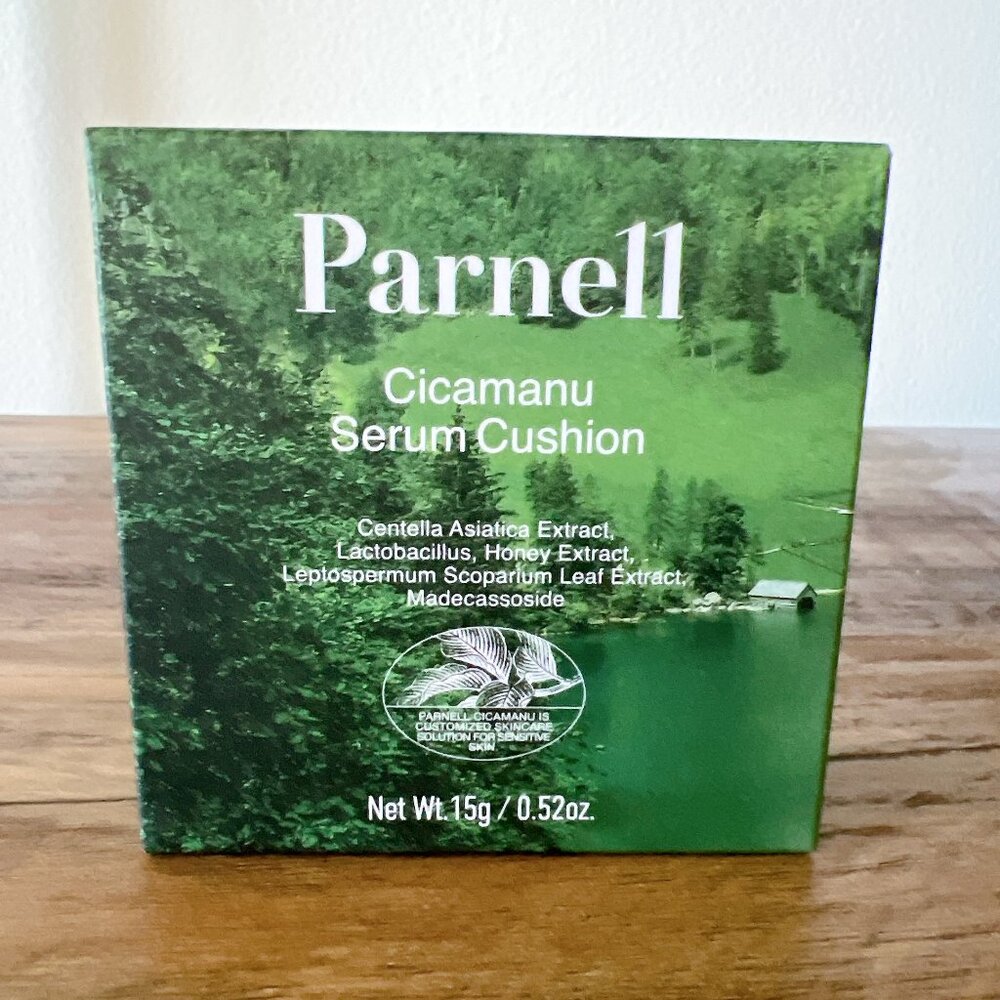 Parnell
Cicamanu
Serum Cushion
Centella Asiatica Extract,
Lactobacillus, Honey Extract,
Leptospermum Scoparium Leaf Extract,
Madecassoside
PARNELL CICAMANU IS
CUSTOMIZED SKINCARE
SOLUTION FOR SENSITIVE
SKIN
Net Wt. 15g / 0.52oz.